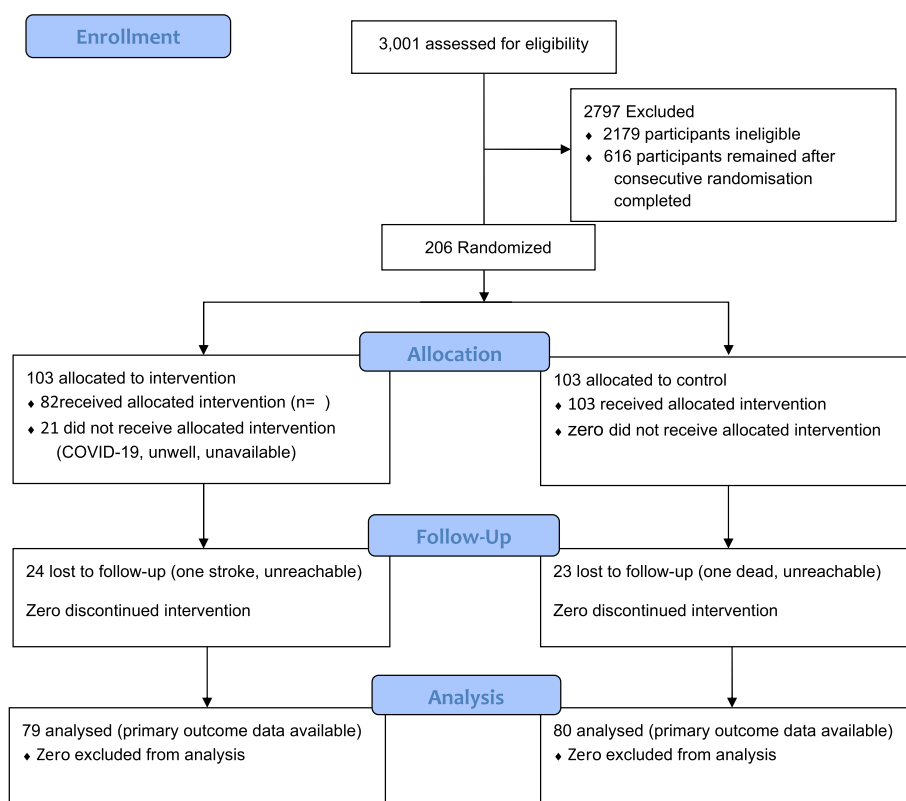 Enrollment
3,001 assessed for eligibility
2797 Excluded
♦ 2179 participants ineligible
♦ 616 participants remained after
consecutive randomisation
completed
206 Randomized
Allocation
103 allocated to intervention
♦ 82received allocated intervention (n= )
♦ 21 did not receive allocated intervention
(COVID-19, unwell, unavailable)
103 allocated to control
♦ 103 received allocated intervention
♦ zero did not receive allocated intervention
Follow-Up
24 lost to follow-up (one stroke, unreachable)
Zero discontinued intervention
23 lost to follow-up (one dead, unreachable)
Zero discontinued intervention
Analysis
79 analysed (primary outcome data available)
♦ Zero excluded from analysis
80 analysed (primary outcome data available)
♦ Zero excluded from analysis